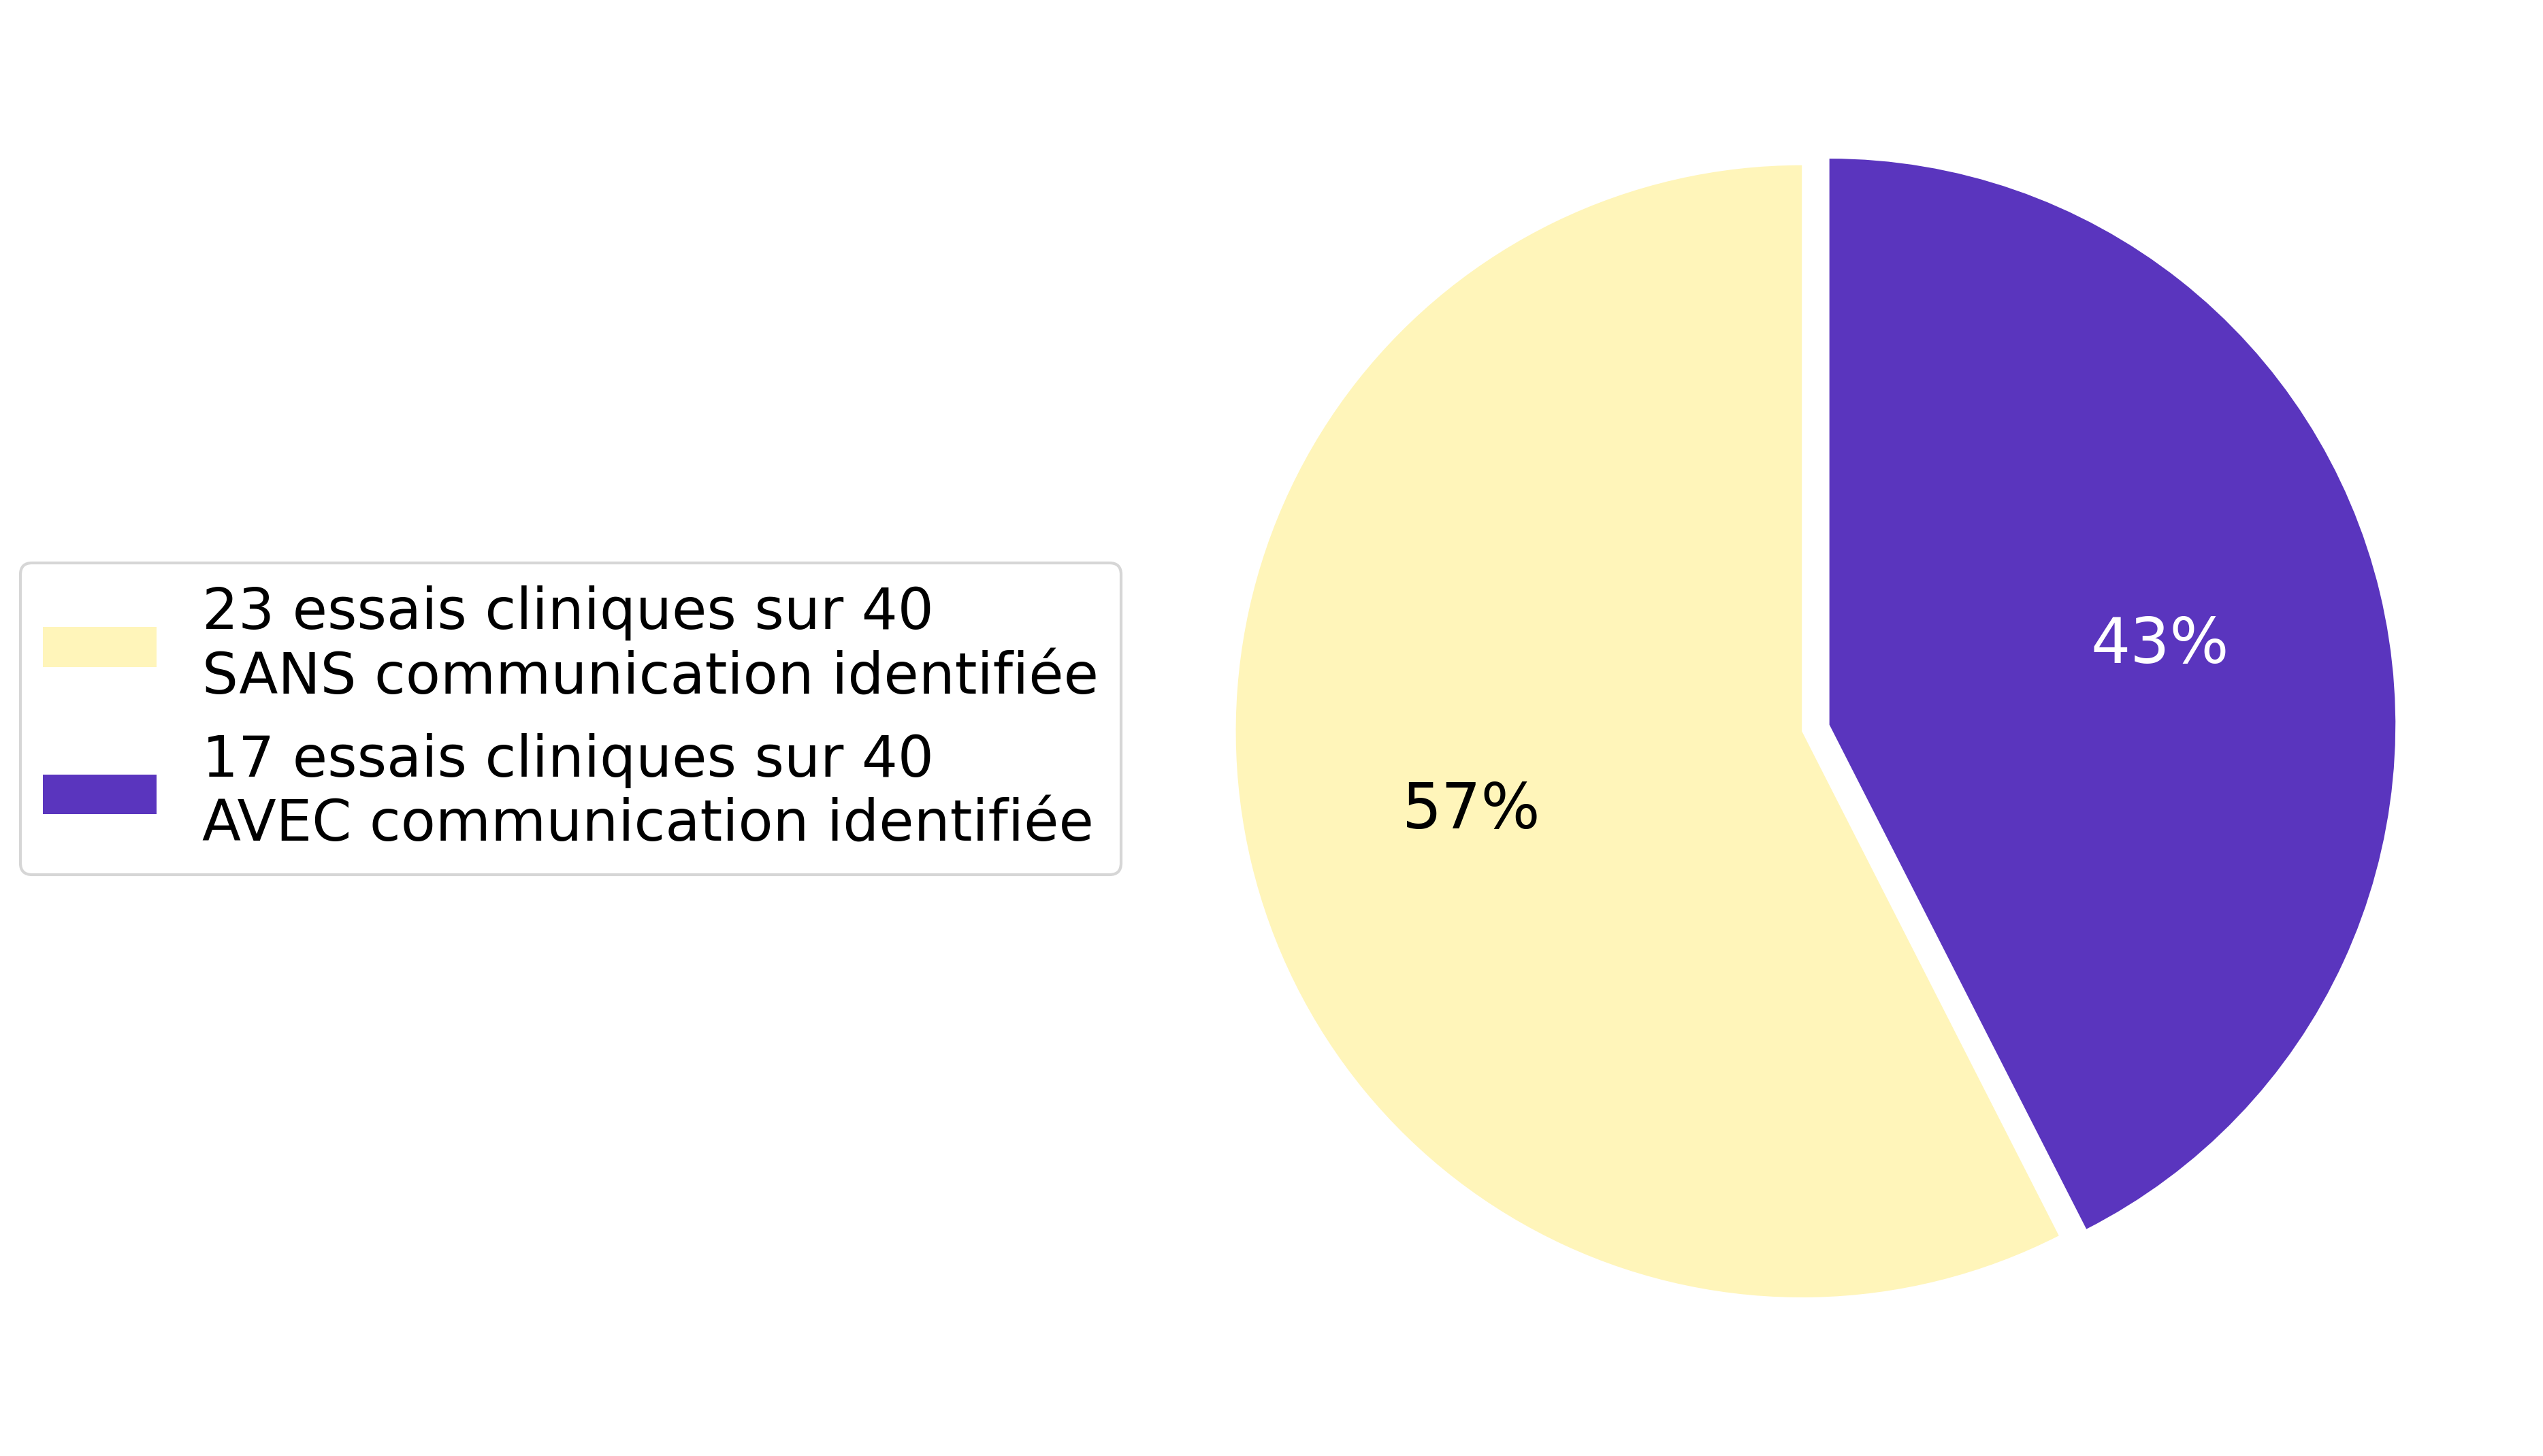 23 essais cliniques sur 40
SANS communication identifiée
17 essais cliniques sur 40
AVEC communication identifiée
43%
57%